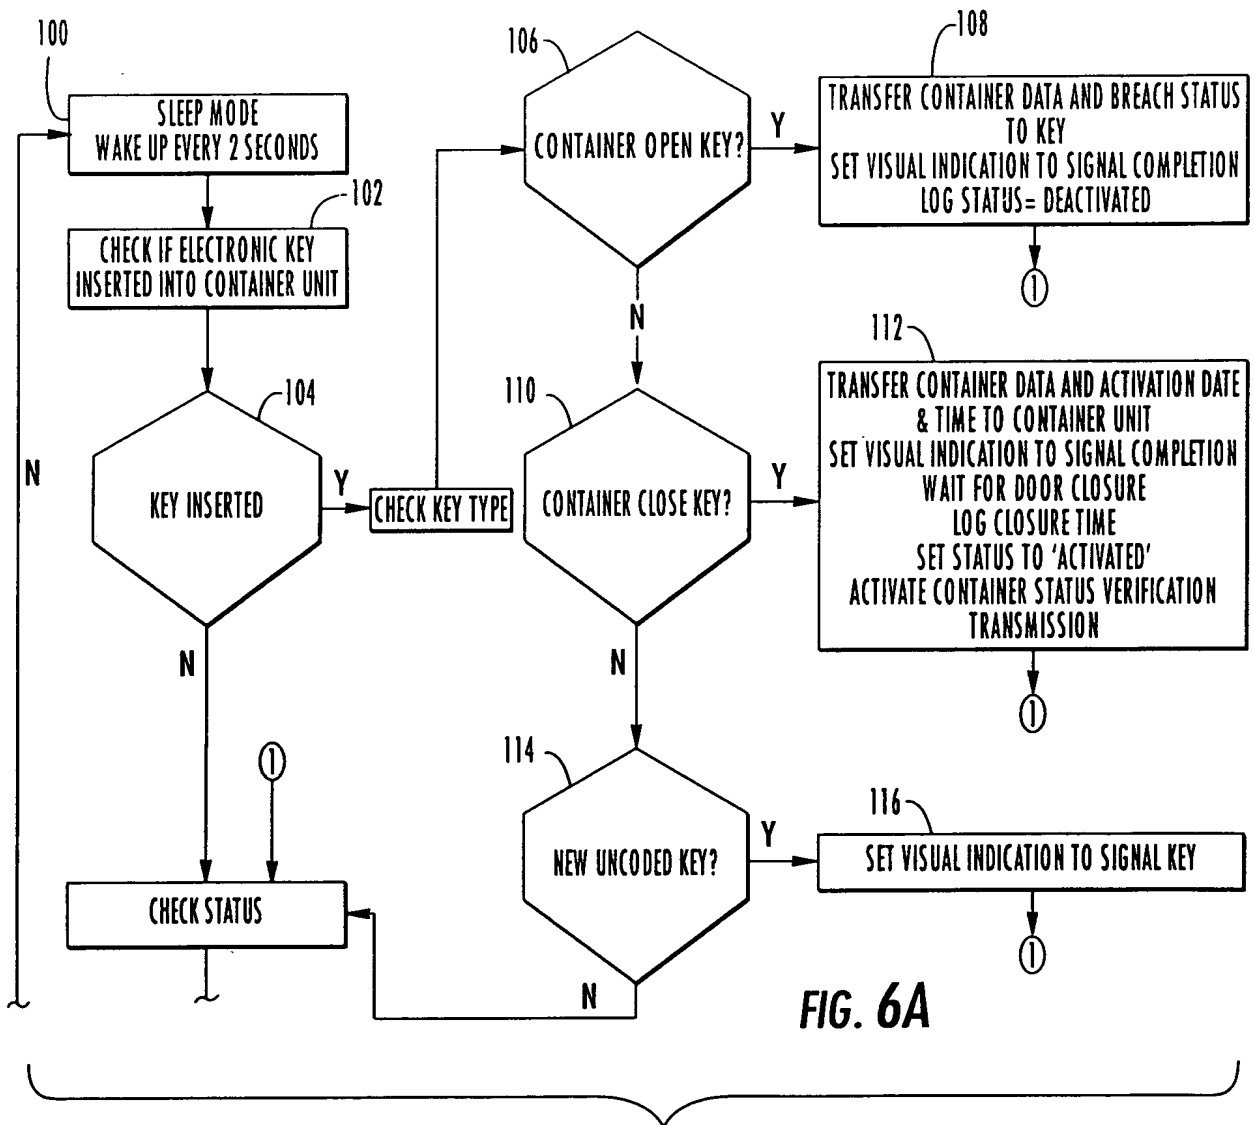 100
SLEEP MODE
WAKE UP EVERY 2 SECONDS
102
CHECK IF ELECTRONIC KEY
INSERTED INTO CONTAINER UNIT
104
KEY INSERTED
Y
N
N
CHECK KEY TYPE
1
CHECK STATUS
106
CONTAINER OPEN KEY?
Y
N
108
TRANSFER CONTAINER DATA AND BREACH STATUS
TO KEY
SET VISUAL INDICATION TO SIGNAL COMPLETION
LOG STATUS= DEACTIVATED
1
110
CONTAINER CLOSE KEY?
Y
N
112
TRANSFER CONTAINER DATA AND ACTIVATION DATE
& TIME TO CONTAINER UNIT
SET VISUAL INDICATION TO SIGNAL COMPLETION
WAIT FOR DOOR CLOSURE
LOG CLOSURE TIME
SET STATUS TO 'ACTIVATED'
ACTIVATE CONTAINER STATUS VERIFICATION
TRANSMISSION
1
114
NEW UNCODED KEY?
Y
N
116
SET VISUAL INDICATION TO SIGNAL KEY
1
FIG. 6A